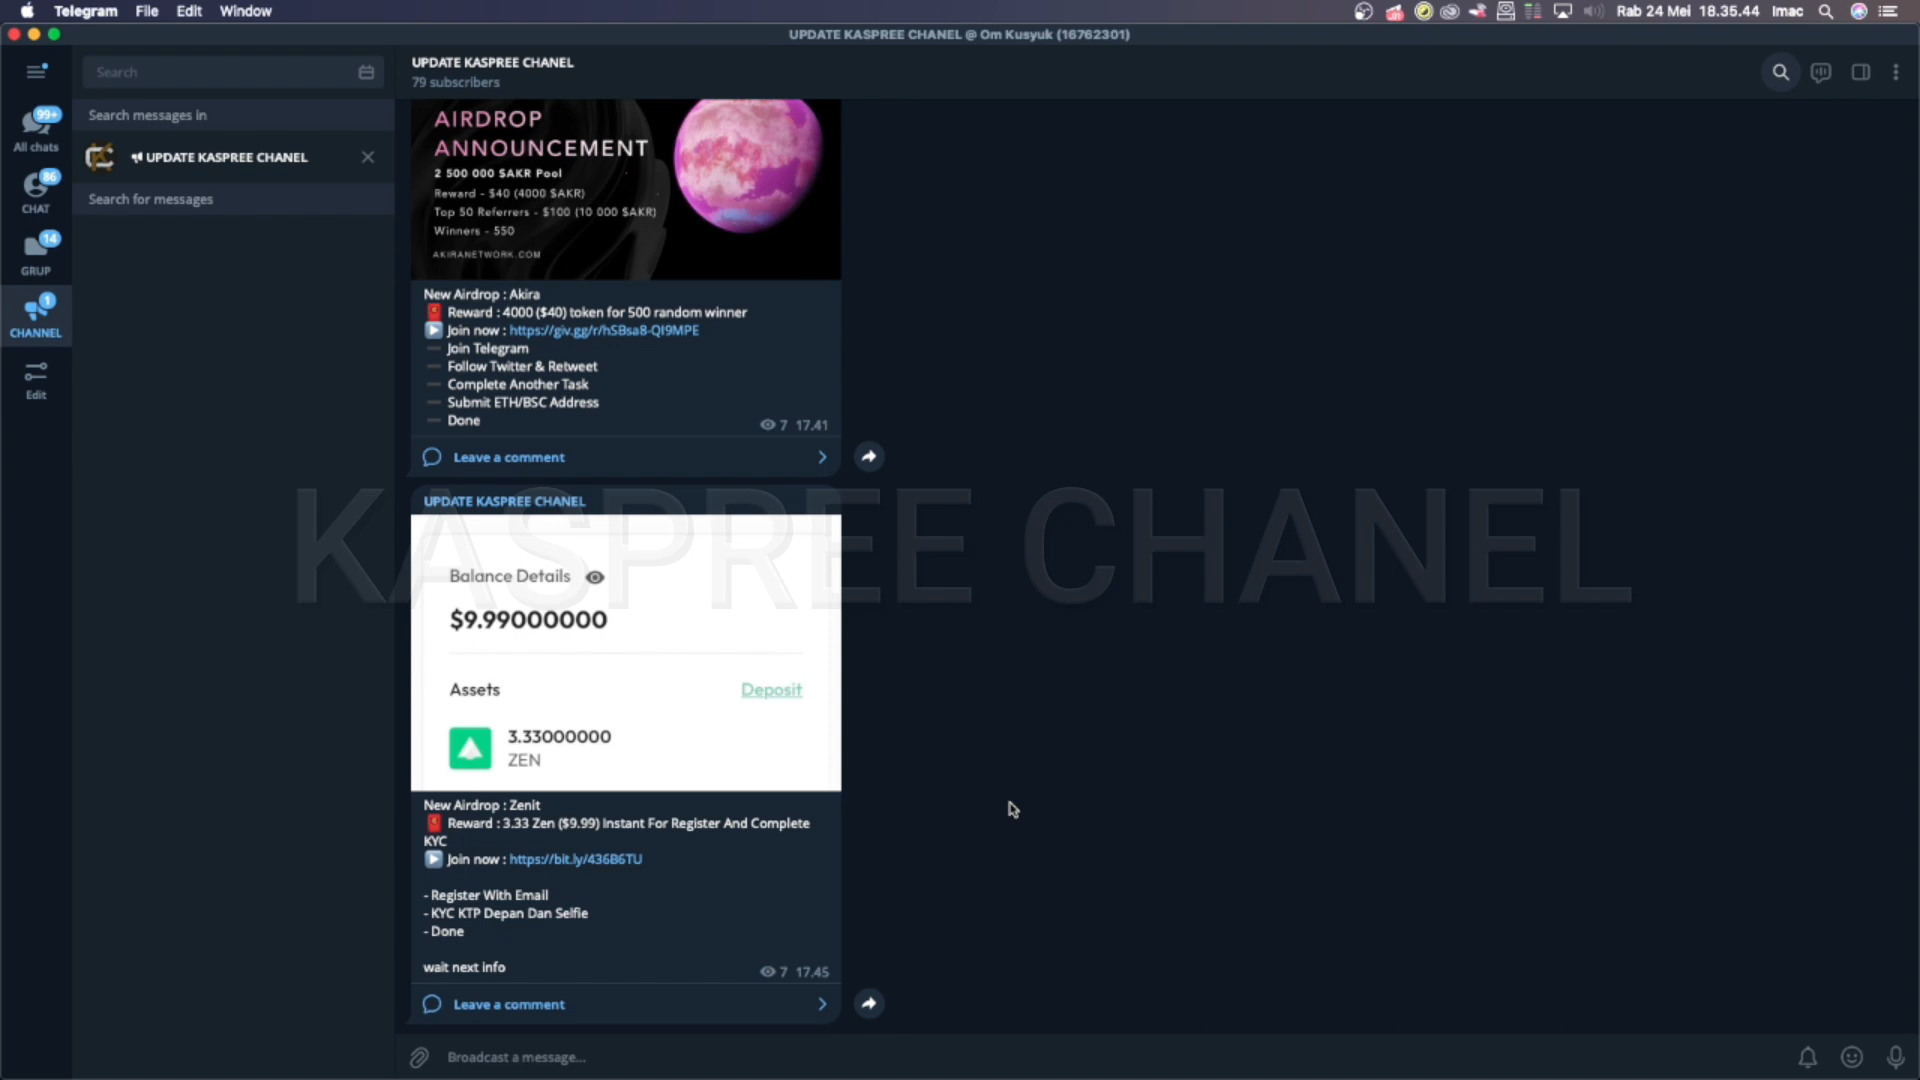 Telegram File Edit Window
Rab 24 Mei 18.35.44 Imac
UPDATE KASPREE CHANEL @ Om Kusyuk (16762301)
Search
Search messages in
UPDATE KASPREE CHANEL
Search for messages
99+
All chats
86
CHAT
14
GRUP
1
CHANNEL
Edit
UPDATE KASPREE CHANEL
79 subscribers
AIRDROP
ANNOUNCEMENT
2 500 000 $AKR Pool
Reward - $40 (4000 $AKR)
Top 50 Referrers - $100 (10 000 $AKR)
Winners - 550
AKIRANETWORK.COM
New Airdrop : Akira
Reward : 4000 ($40) token for 500 random winner
Join now : https://giv.gg/r/hSBsa8-QI9MPE
Join Telegram
Follow Twitter & Retweet
Complete Another Task
Submit ETH/BSC Address
Done
7 17.41
Leave a comment
UPDATE KASPREE CHANEL
KASPREE CHANEL
Balance Details
$9.99000000
Assets Deposit
3.33000000
ZEN
New Airdrop : Zenit
Reward : 3.33 Zen ($9.99) Instant For Register And Complete
KYC
Join now : https://bit.ly/436B6TU
- Register With Email
- KYC KTP Depan Dan Selfie
- Done
wait next info
7 17.45
Leave a comment
Broadcast a message...